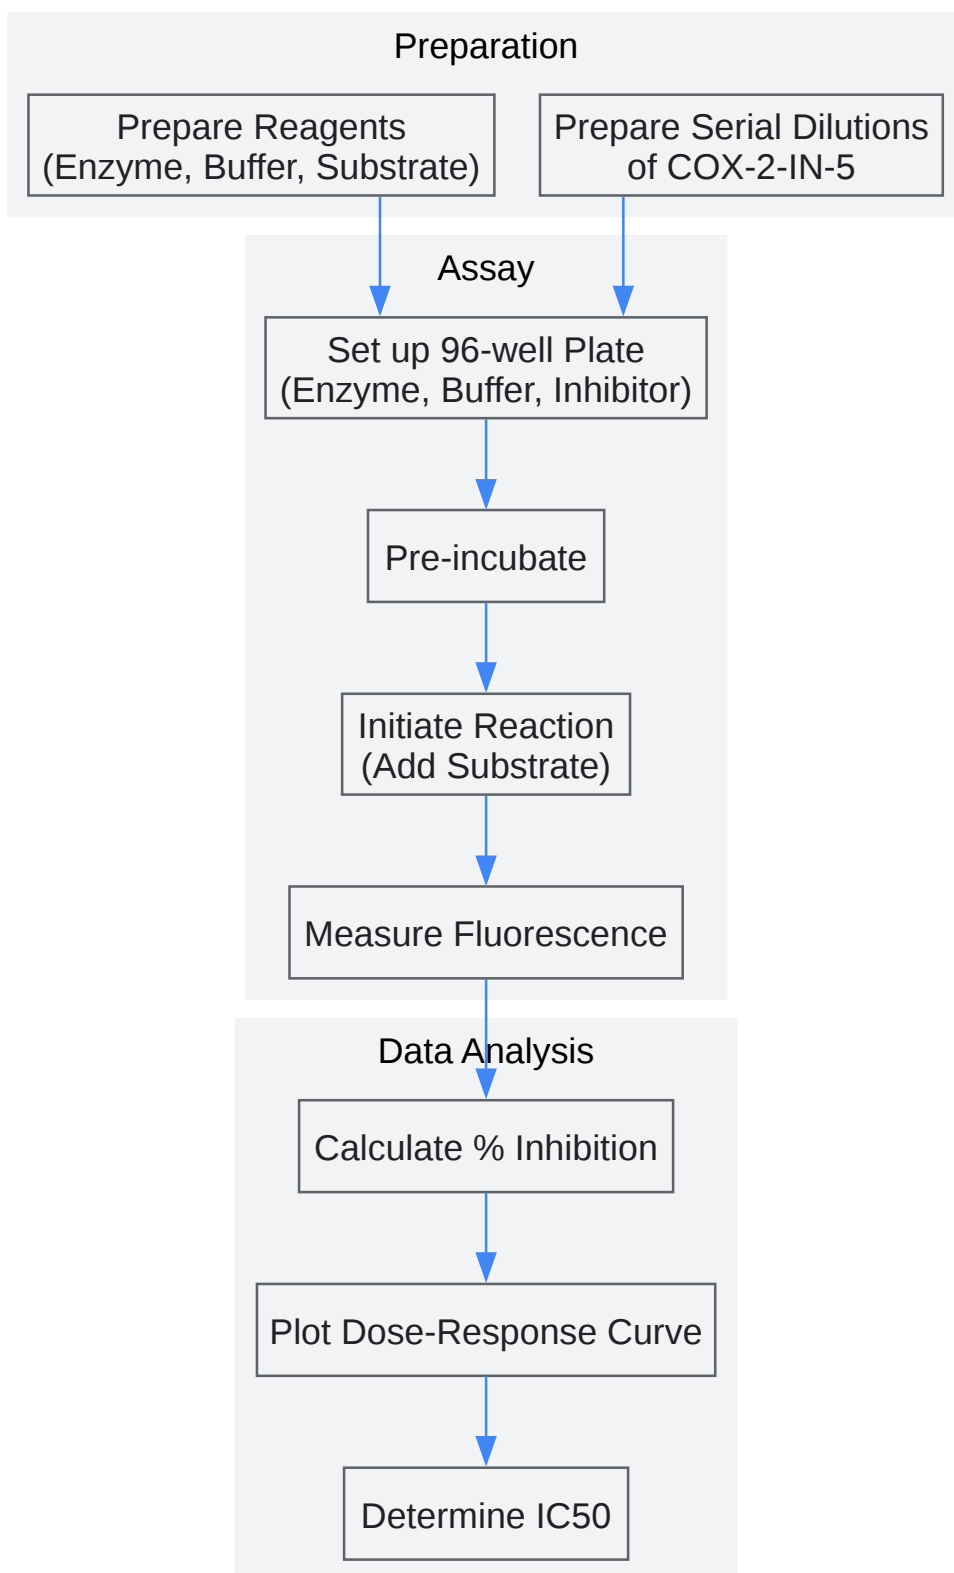 Preparation
Prepare Reagents
(Enzyme, Buffer, Substrate)
Prepare Serial Dilutions
of COX-2-IN-5
Assay
Set up 96-well Plate
(Enzyme, Buffer, Inhibitor)
Pre-incubate
Initiate Reaction
(Add Substrate)
Measure Fluorescence
Data Analysis
Calculate % Inhibition
Plot Dose-Response Curve
Determine IC50